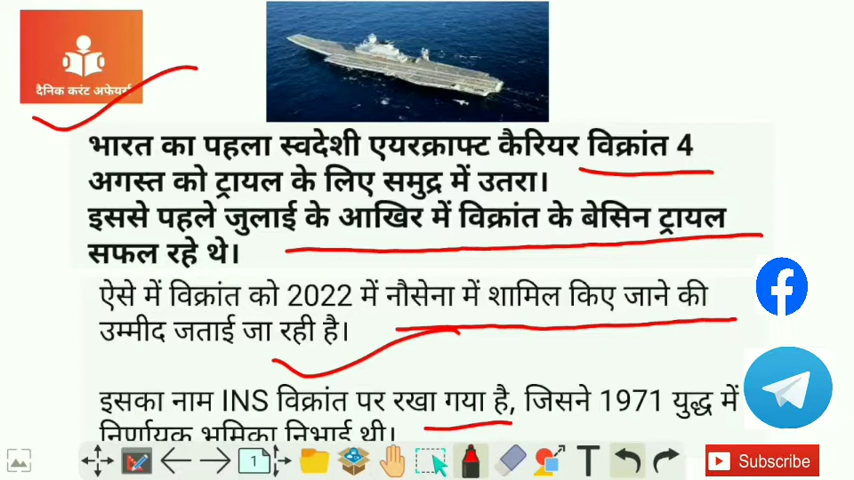 दैनिक करंट अफेयर्स
भारत का पहला स्वदेशी एयरक्राफ्ट कैरियर विक्रांत 4
अगस्त को ट्रायल के लिए समुद्र में उतरा।
इससे पहले जुलाई के आखिर में विक्रांत के बेसिन ट्रायल
सफल रहे थे।
ऐसे में विक्रांत को 2022 में नौसेना में शामिल किए जाने की
उम्मीद जताई जा रही है।
इसका नाम INS विक्रांत पर रखा गया है, जिसने 1971 युद्ध में
निर्णायक भूमिका निभाई थी।
1
T
Subscribe